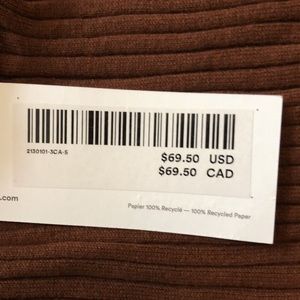 2130101-3CA-S
$69.50 USD
$69.50 CAD
.com
Papier 100% Recyclé — 100% Recycled Paper